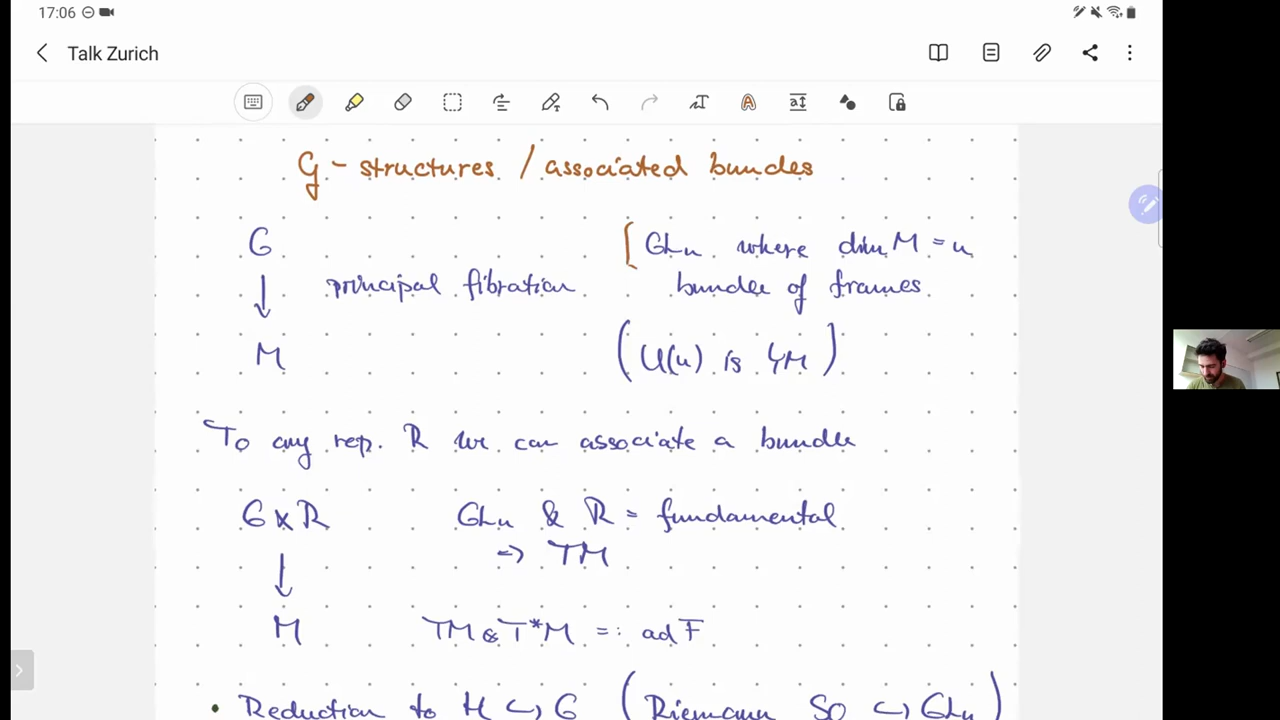 17:06
Talk Zurich
G - structures / associated bundles
G
↓
M
principal fibration
[ GLn where dim M = n
bundle of frames
(U(n) is YM)
To any rep. R we can associate a bundle
G × R
↓
M
GLn & R = fundamental
=> TM
TM ⊗ T*M =: ad F
• Reduction to H ↪ G (Riemann SO ↪ GLn)